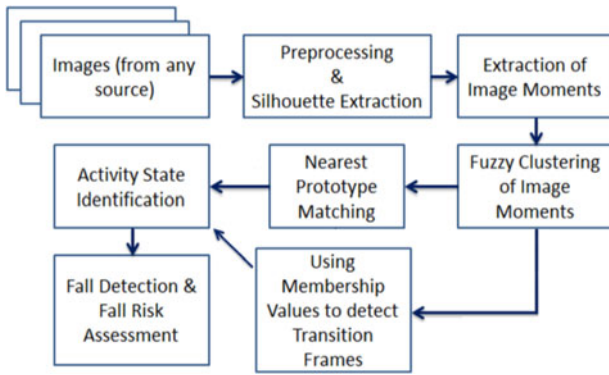 Images (from any
source)
Preprocessing
&
Silhouette Extraction
Extraction of
Image Moments
Fuzzy Clustering
of Image
Moments
Nearest
Prototype
Matching
Activity State
Identification
Using
Membership
Values to detect
Transition
Frames
Fall Detection &
Fall Risk
Assessment